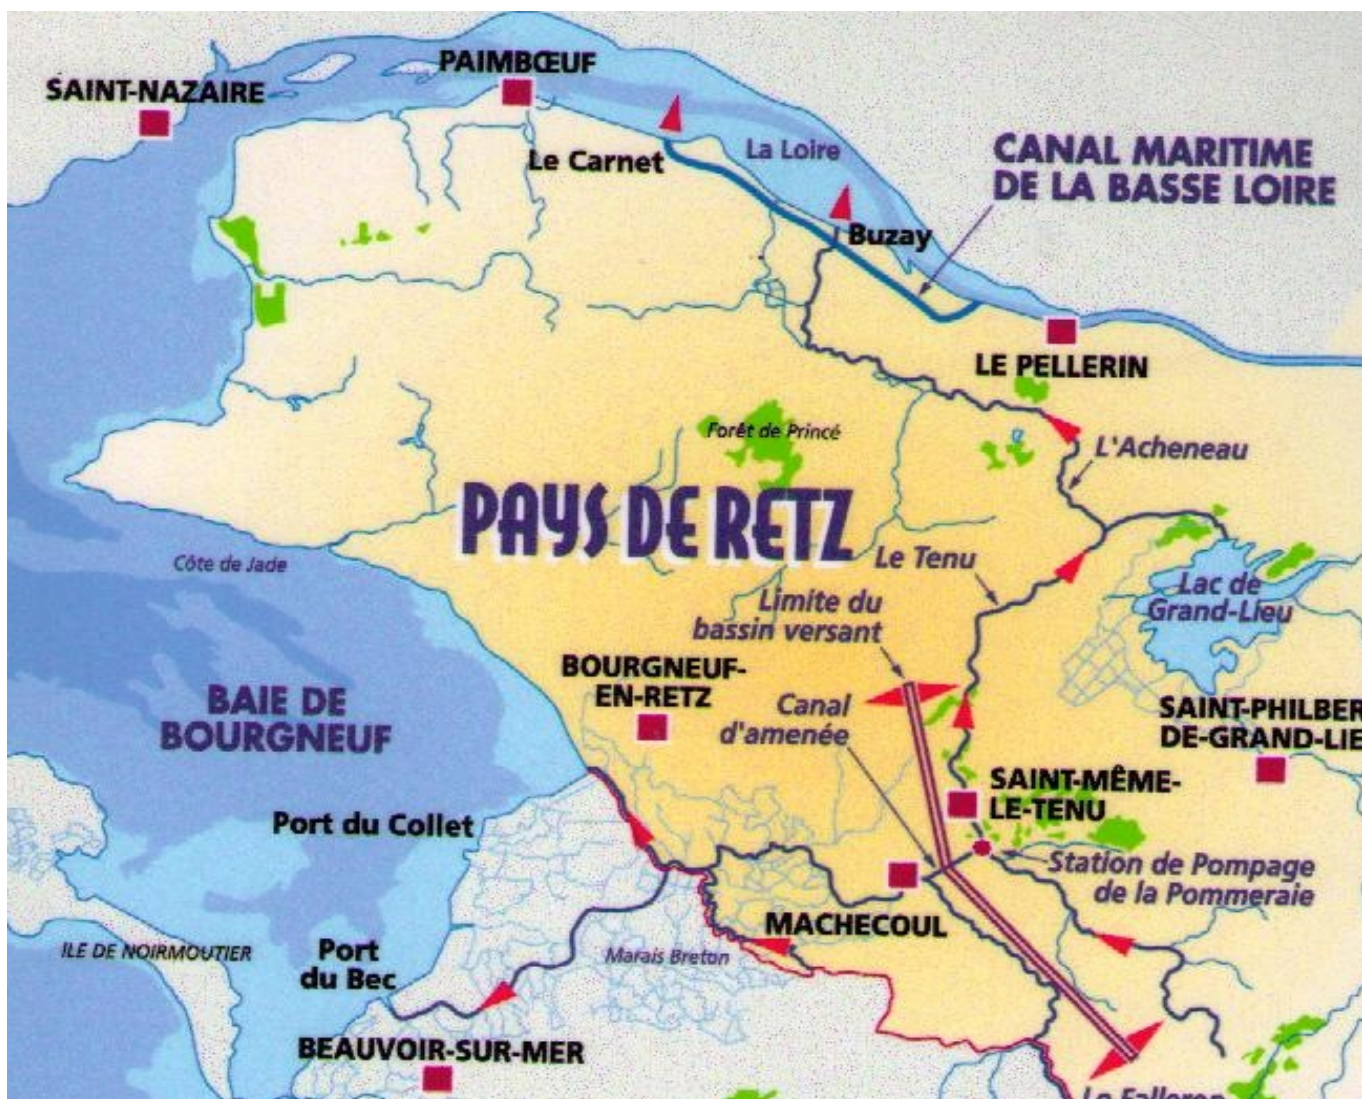 PAIMBŒUF
SAINT-NAZAIRE
Le Carnet
La Loire
CANAL MARITIME
DE LA BASSE LOIRE
Buzay
LE PELLERIN
Forêt de Princé
L'Acheneau
PAYS DE RETZ
Côte de Jade
Le Tenu
Lac de
Grand-Lieu
Limite du
bassin versant
BOURGNEUF-
EN-RETZ
BAIE DE
BOURGNEUF
Canal
d'amenée
SAINT-PHILBER
DE-GRAND-LIE
SAINT-MÊME-
LE-TENU
Port du Collet
Station de Pompage
de la Pommeraie
MACHECOUL
ILE DE NOIRMOUTIER
Port
du Bec
Marais Breton
BEAUVOIR-SUR-MER
Le Falleron